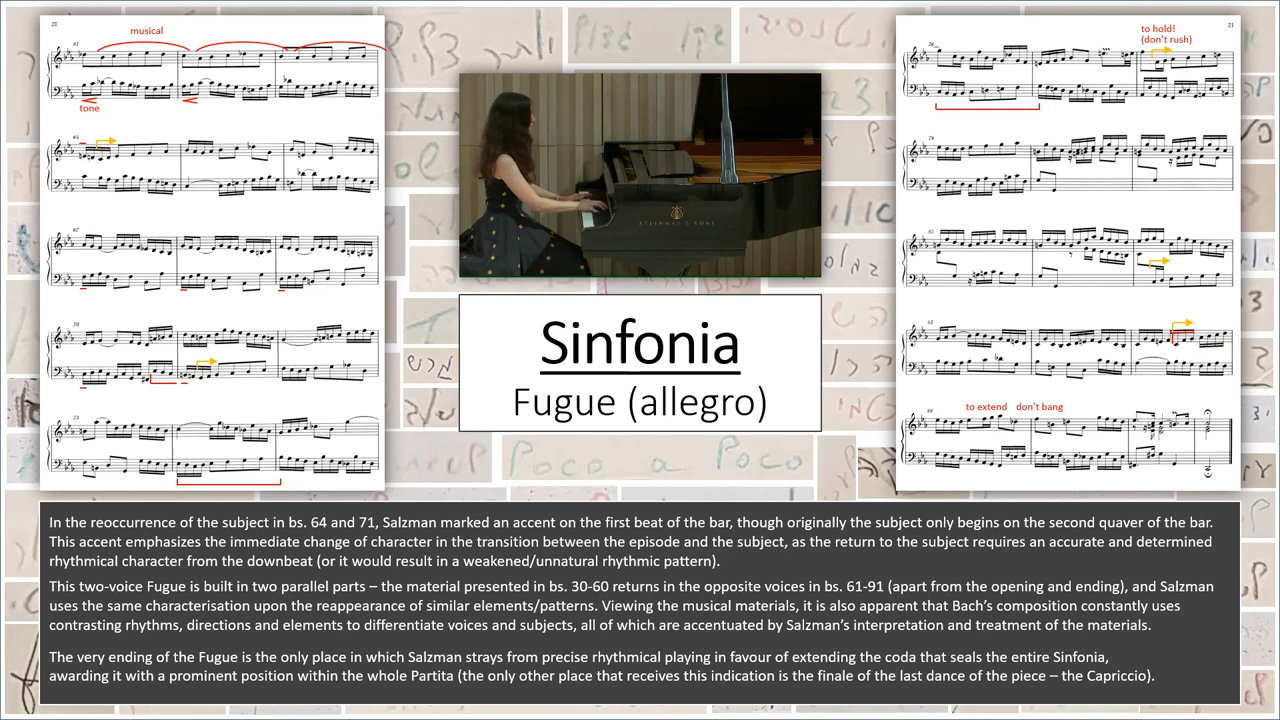 20
musical
61
tone
64
67
70
73
STEINWAY & SONS
Sinfonia
Fugue (allegro)
21
to hold!
(don't rush)
76
79
82
85
to extend don't bang
88
Poco a Poco
In the reoccurrence of the subject in bs. 64 and 71, Salzman marked an accent on the first beat of the bar, though originally the subject only begins on the second quaver of the bar.
This accent emphasizes the immediate change of character in the transition between the episode and the subject, as the return to the subject requires an accurate and determined
rhythmical character from the downbeat (or it would result in a weakened/unnatural rhythmic pattern).
This two-voice Fugue is built in two parallel parts – the material presented in bs. 30-60 returns in the opposite voices in bs. 61-91 (apart from the opening and ending), and Salzman
uses the same characterisation upon the reappearance of similar elements/patterns. Viewing the musical materials, it is also apparent that Bach's composition constantly uses
contrasting rhythms, directions and elements to differentiate voices and subjects, all of which are accentuated by Salzman's interpretation and treatment of the materials.
The very ending of the Fugue is the only place in which Salzman strays from precise rhythmical playing in favour of extending the coda that seals the entire Sinfonia,
awarding it with a prominent position within the whole Partita (the only other place that receives this indication is the finale of the last dance of the piece – the Capriccio).